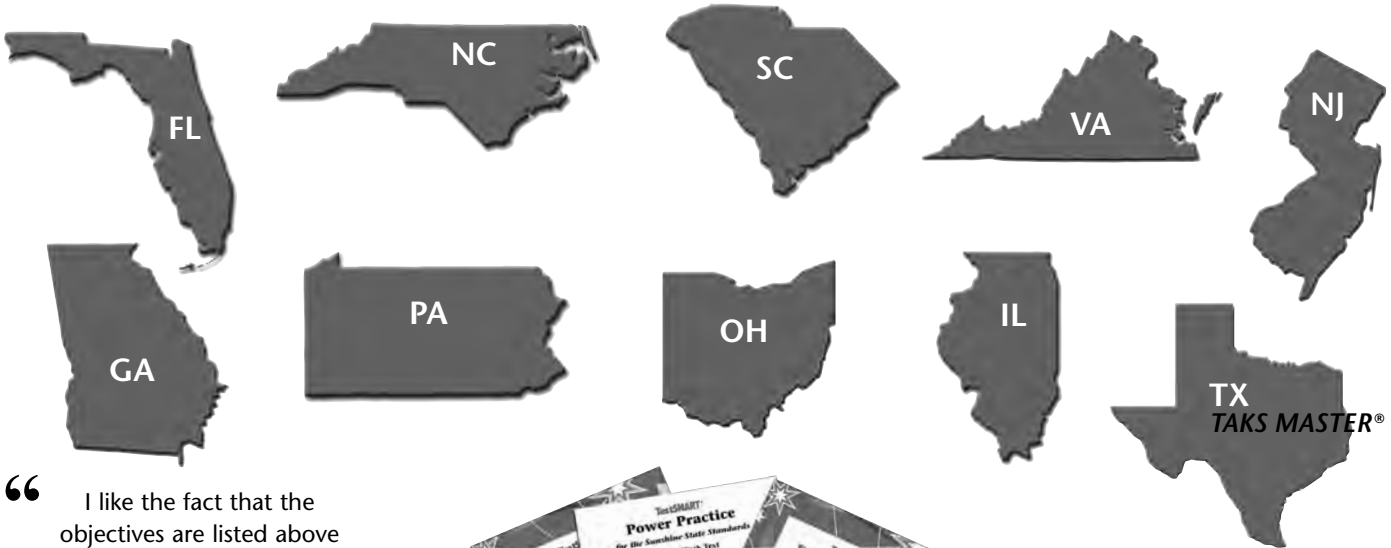 FL
NC
SC
VA
NJ
GA
PA
OH
IL
TX
TAKS MASTER®
“ I like the fact that the
objectives are listed above
TestSMART®
Power Practice
for the Sunshine State Standards
Text